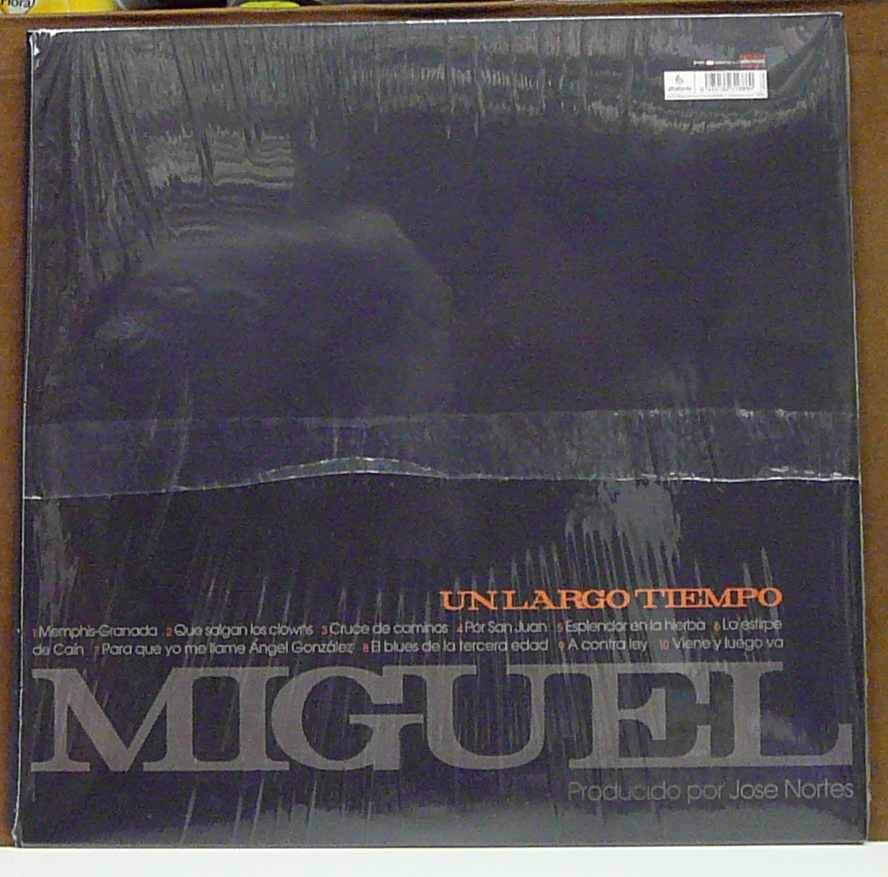 Flora)
UN LARGO TIEMPO
1 Memphis-Granada 2 Que salgan los clowns 3 Cruce de caminos 4 Por San Juan 5 Esplendor en la hierba 6 La estirpe
de Caín 7 Para que yo me llame Ángel González 8 El blues de la tercera edad 9 A contra ley 10 Viene y luego va
MIGUEL
Producido por Jose Nortes